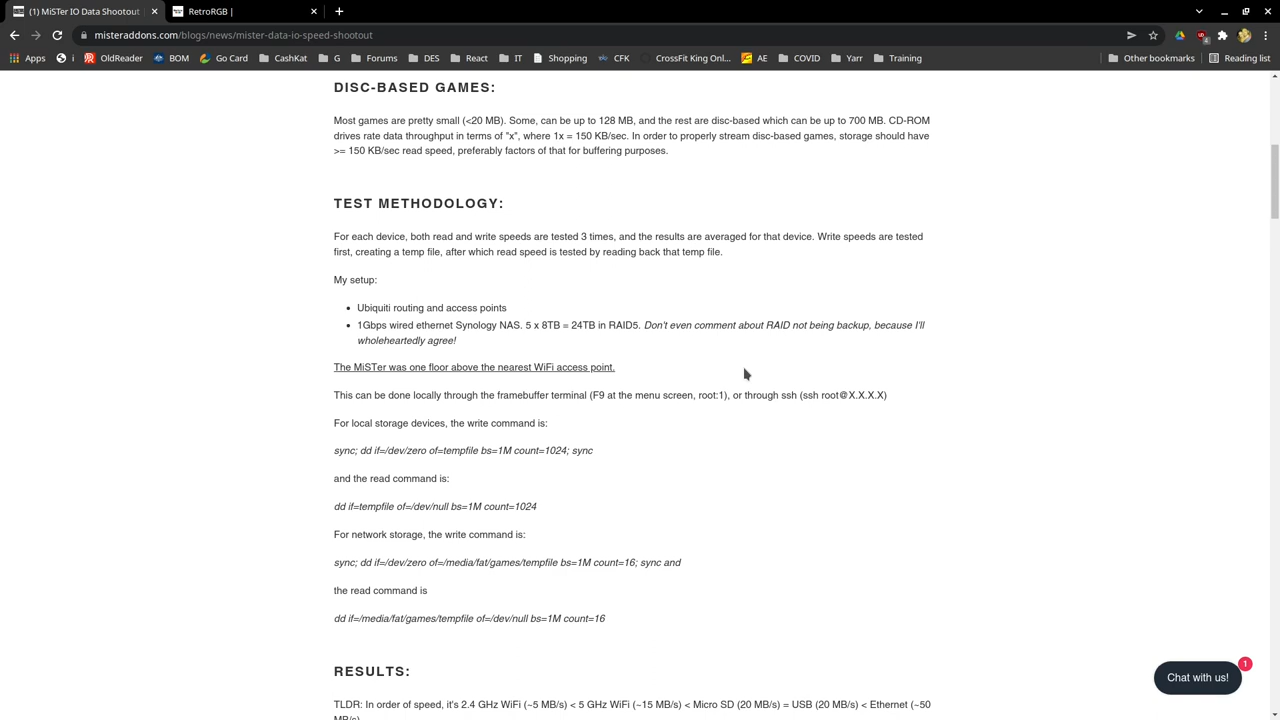 (1) MiSTer IO Data Shootout
RetroRGB |
misteraddons.com/blogs/news/mister-data-io-speed-shootout
Apps
i
OldReader
BOM
Go Card
CashKat
G
Forums
DES
React
IT
Shopping
CFK
CrossFit King Onl...
AE
COVID
Yarr
Training
Other bookmarks
Reading list
DISC-BASED GAMES:
Most games are pretty small (<20 MB). Some, can be up to 128 MB, and the rest are disc-based which can be up to 700 MB. CD-ROM
drives rate data throughput in terms of "x", where 1x = 150 KB/sec. In order to properly stream disc-based games, storage should have
>= 150 KB/sec read speed, preferably factors of that for buffering purposes.
TEST METHODOLOGY:
For each device, both read and write speeds are tested 3 times, and the results are averaged for that device. Write speeds are tested
first, creating a temp file, after which read speed is tested by reading back that temp file.
My setup:
• Ubiquiti routing and access points
• 1Gbps wired ethernet Synology NAS. 5 x 8TB = 24TB in RAID5. Don't even comment about RAID not being backup, because I'll
wholeheartedly agree!
The MiSTer was one floor above the nearest WiFi access point.
This can be done locally through the framebuffer terminal (F9 at the menu screen, root:1), or through ssh (ssh root@X.X.X.X)
For local storage devices, the write command is:
sync; dd if=/dev/zero of=tempfile bs=1M count=1024; sync
and the read command is:
dd if=tempfile of=/dev/null bs=1M count=1024
For network storage, the write command is:
sync; dd if=/dev/zero of=/media/fat/games/tempfile bs=1M count=16; sync and
the read command is
dd if=/media/fat/games/tempfile of=/dev/null bs=1M count=16
RESULTS:
TLDR: In order of speed, it's 2.4 GHz WiFi (~5 MB/s) < 5 GHz WiFi (~15 MB/s) < Micro SD (20 MB/s) = USB (20 MB/s) < Ethernet (~50
MB/s)
Chat with us!
1